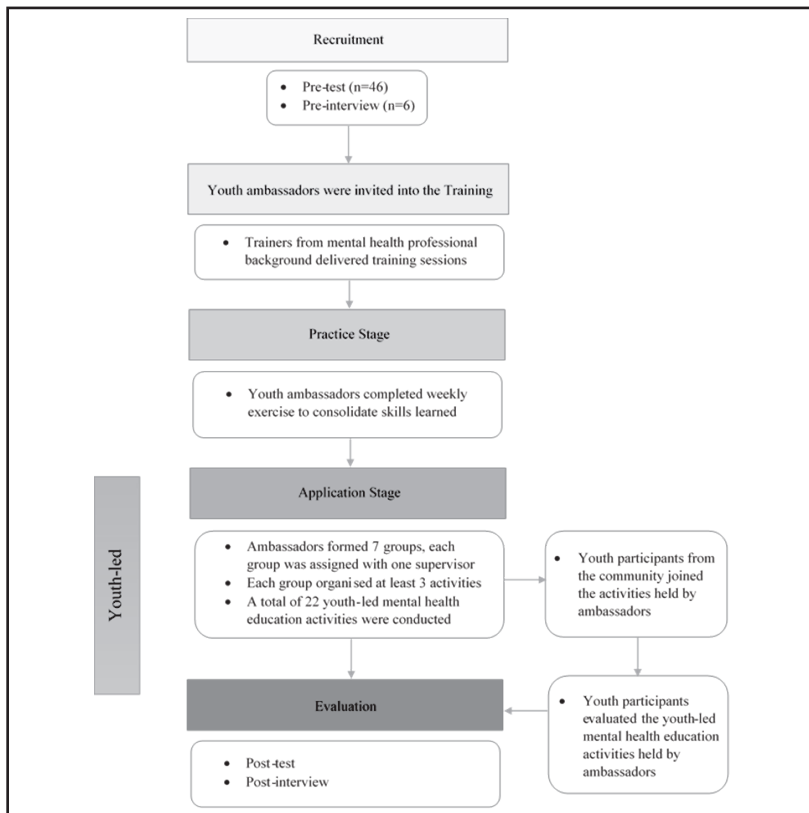 Recruitment
• Pre-test (n=46)
• Pre-interview (n=6)
Youth ambassadors were invited into the Training
• Trainers from mental health professional
background delivered training sessions
Practice Stage
• Youth ambassadors completed weekly
exercise to consolidate skills learned
Youth-led
Application Stage
• Ambassadors formed 7 groups, each
group was assigned with one supervisor
• Each group organised at least 3 activities
• A total of 22 youth-led mental health
education activities were conducted
• Youth participants from
the community joined
the activities held by
ambassadors
• Youth participants
evaluated the youth-led
mental health education
activities held by
ambassadors
Evaluation
• Post-test
• Post-interview